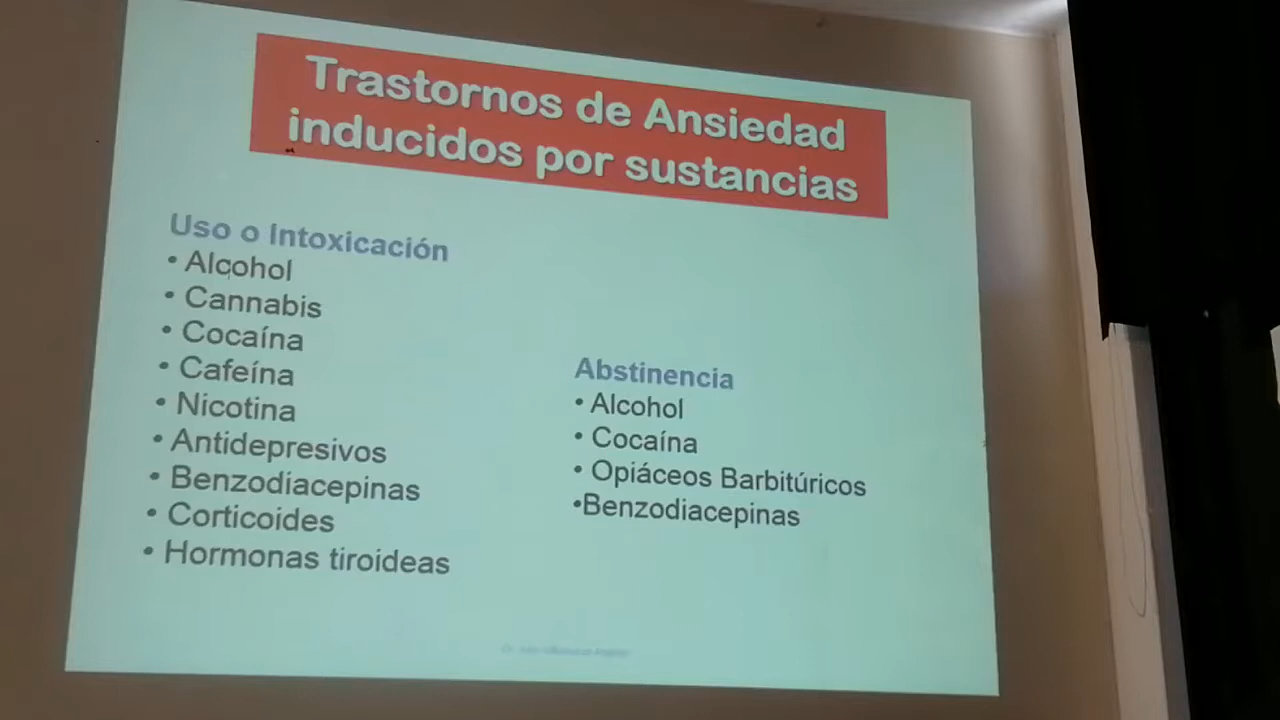 Trastornos de Ansiedad
inducidos por sustancias
Uso o Intoxicación
• Alcohol
• Cannabis
• Cocaína
• Cafeína
• Nicotina
• Antidepresivos
• Benzodiacepinas
• Corticoides
• Hormonas tiroideas
Abstinencia
• Alcohol
• Cocaína
• Opiáceos Barbitúricos
•Benzodiacepinas